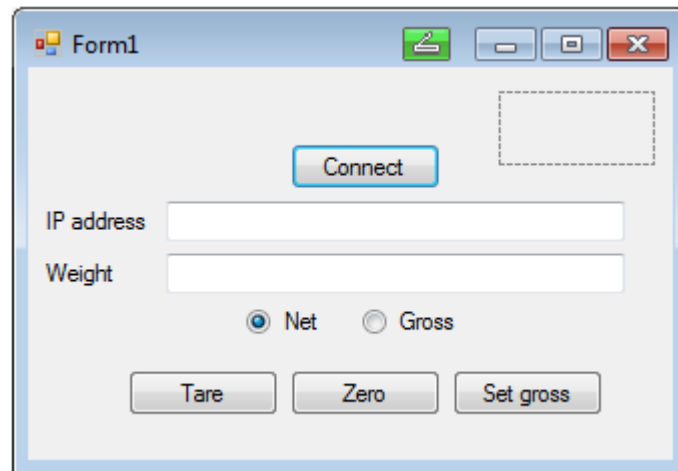 Form1
Connect
IP address
Weight
Net Gross
Tare Zero Set gross